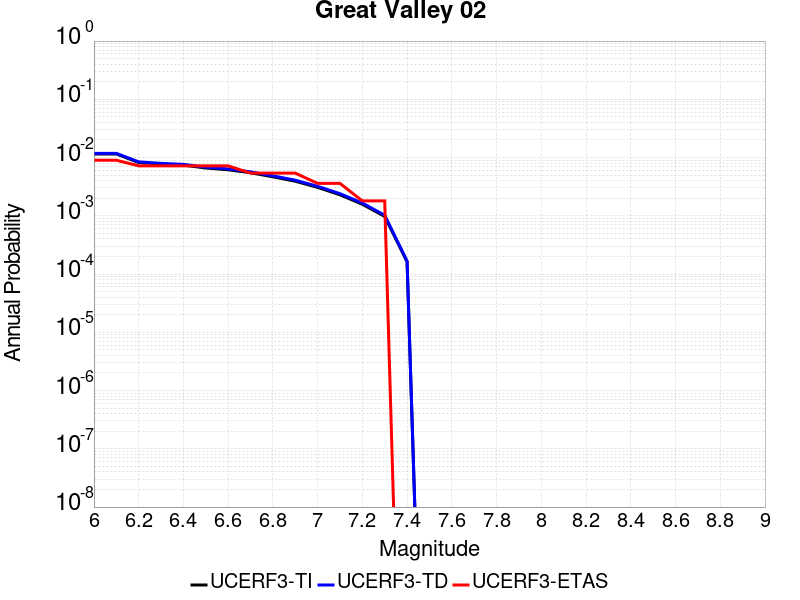 Great Valley 02
10^0
10^-1
10^-2
10^-3
10^-4
10^-5
10^-6
10^-7
10^-8
Annual Probability
6 6.2 6.4 6.6 6.8 7 7.2 7.4 7.6 7.8 8 8.2 8.4 8.6 8.8 9
Magnitude
UCERF3-TI UCERF3-TD UCERF3-ETAS